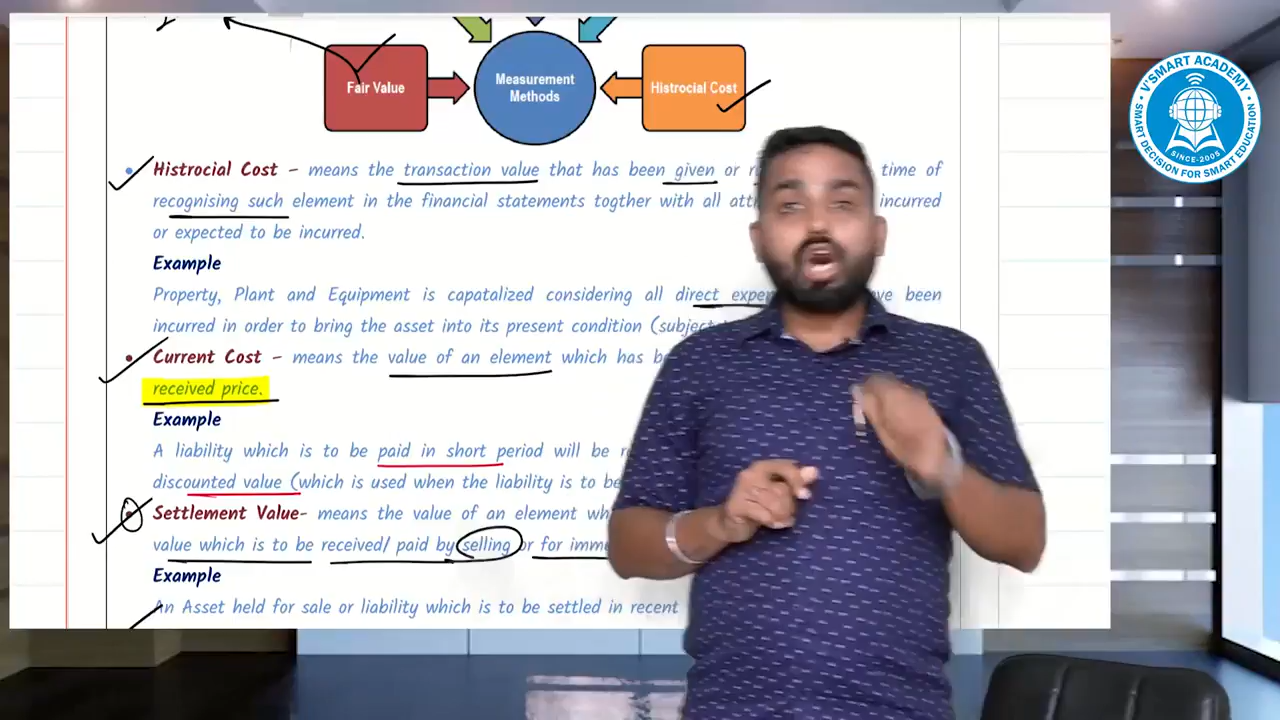 Fair Value
Measurement
Methods
Histrocial Cost
V'SMART ACADEMY
SINCE-2005
SMART DECISION FOR SMART EDUCATION
Histrocial Cost – means the transaction value that has been given or time of
recognising such element in the financial statements togther with all incurred
or expected to be incurred.
Example
Property, Plant and Equipment is capatalized considering all direct been
incurred in order to bring the asset into its present condition
Current Cost – means the value of an element which has
received price.
Example
A liability which is to be paid in short period will be
discounted value (which is used when the liability is to be
Settlement Value- means the value of an element
value which is to be received/ paid by selling or for
Example
An Asset held for sale or liability which is to be settled in recent